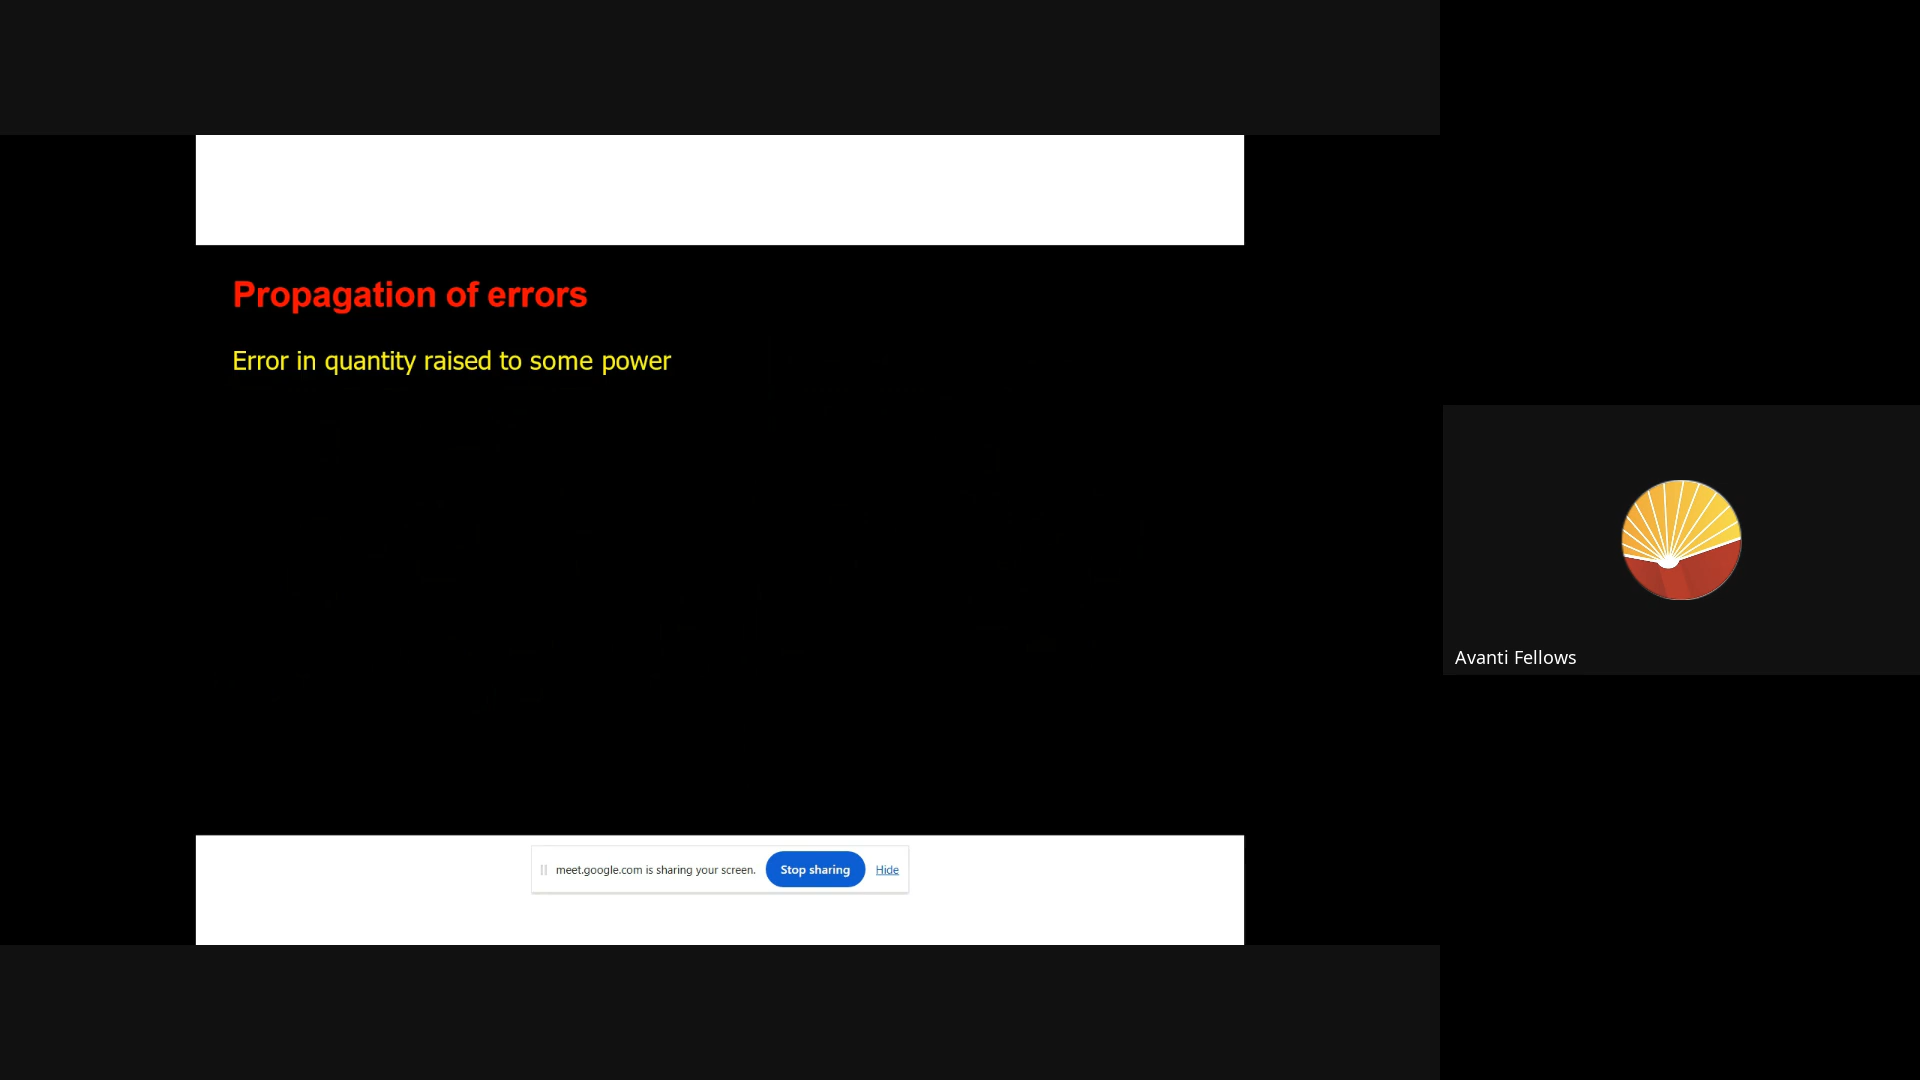 Propagation of errors
Error in quantity raised to some power
Avanti Fellows
meet.google.com is sharing your screen. Stop sharing Hide